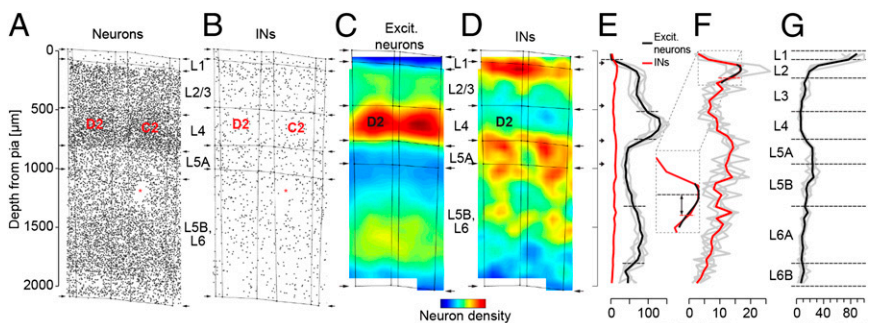 A
Neurons
B
INs
C
Excit.
neurons
D
INs
E
Excit.
neurons
INs
F
G
Depth from pia [µm]
0
500
1000
1500
2000
D2
C2
L1
L2/3
L4
L5A
L5B,
L6
D2
C2
D2
L1
L2/3
L4
L5A
L5B,
L6
D2
L1
L2
L3
L4
L5A
L5B
L6A
L6B
Neuron density
0
100
0
10
20
0
40
80